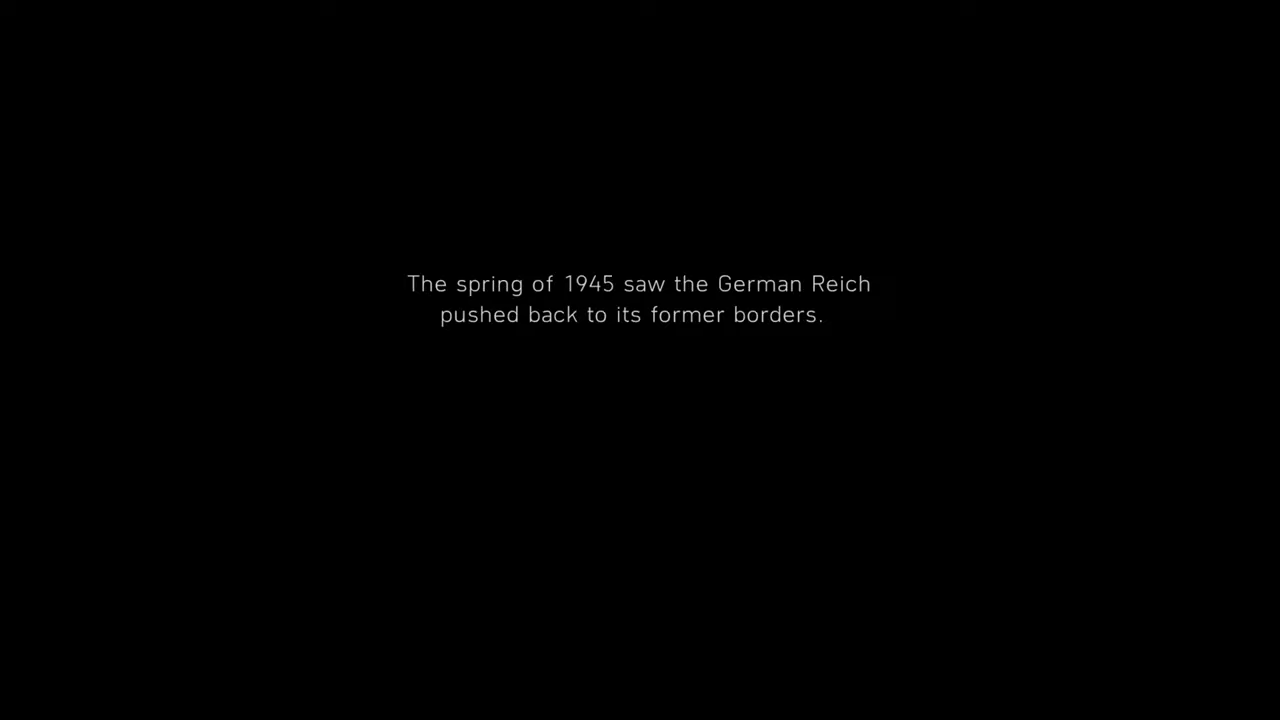 The spring of 1945 saw the German Reich
pushed back to its former borders.